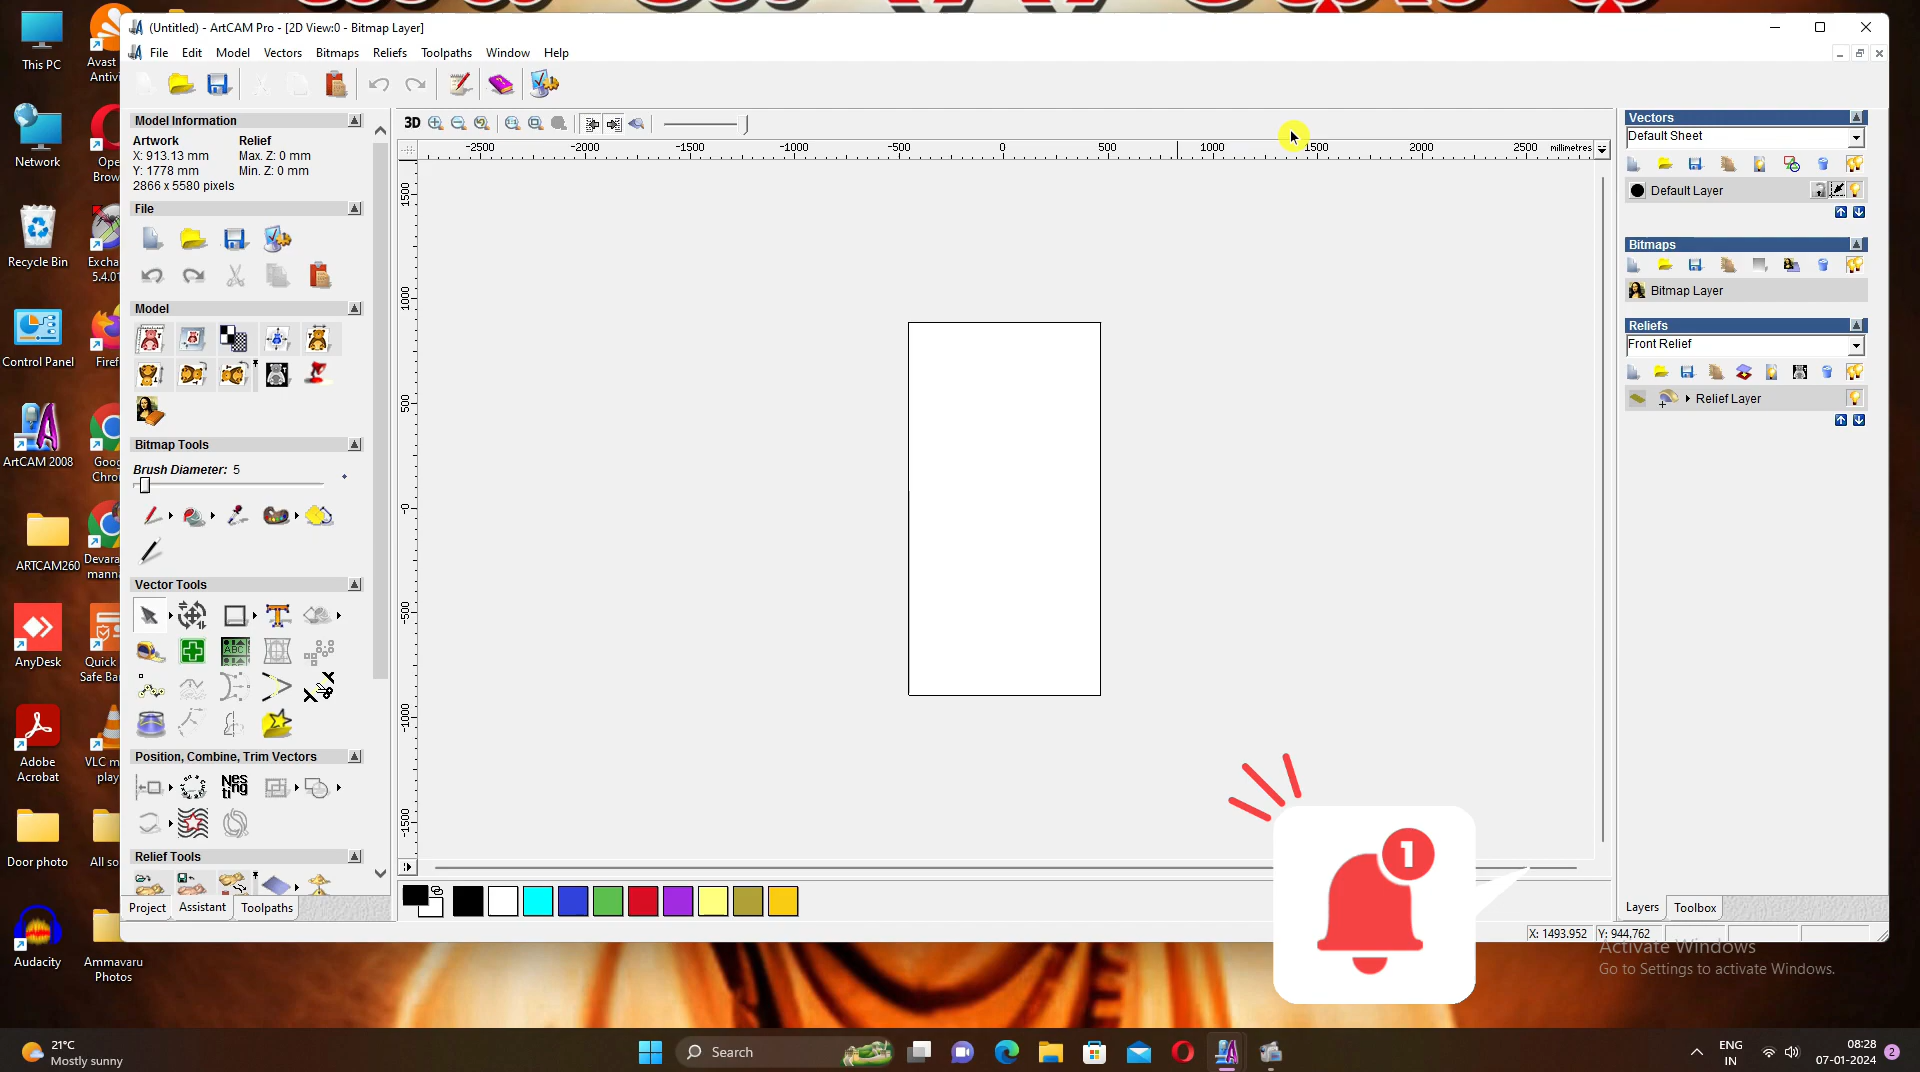 (Untitled) - ArtCAM Pro - [2D View:0 - Bitmap Layer]
File Edit Model Vectors Bitmaps Reliefs Toolpaths Window Help
This PC
Avast
Antivi
Network
Ope
Brow
Recycle Bin
Excha
5.4.01
Control Panel
Firef
ArtCAM 2008
Goo
Chro
ARTCAM260
Devara
mann
AnyDesk
Quick
Safe Ban
Adobe
Acrobat
VLC m
play
Door photo
All so
Audacity
Ammavaru
Photos
Model Information
Artwork Relief
X: 913.13 mm Max. Z: 0 mm
Y: 1778 mm Min. Z: 0 mm
2866 x 5580 pixels
File
Model
Bitmap Tools
Brush Diameter: 5
Vector Tools
ABC
Position, Combine, Trim Vectors
Nes
ting
Relief Tools
Project Assistant Toolpaths
3D
-2500 -2000 -1500 -1000 -500 0 500 1000 1500 2000 2500 millimetres
1500
1000
500
-0
-500
-1000
-1500
Vectors
Default Sheet
Default Layer
Bitmaps
Bitmap Layer
Reliefs
Front Relief
Relief Layer
Layers Toolbox
1
X: 1493.952 Y: 944.762
Activate Windows
Go to Settings to activate Windows.
21°C
Mostly sunny
Search
ENG
IN
08:28
07-01-2024
2